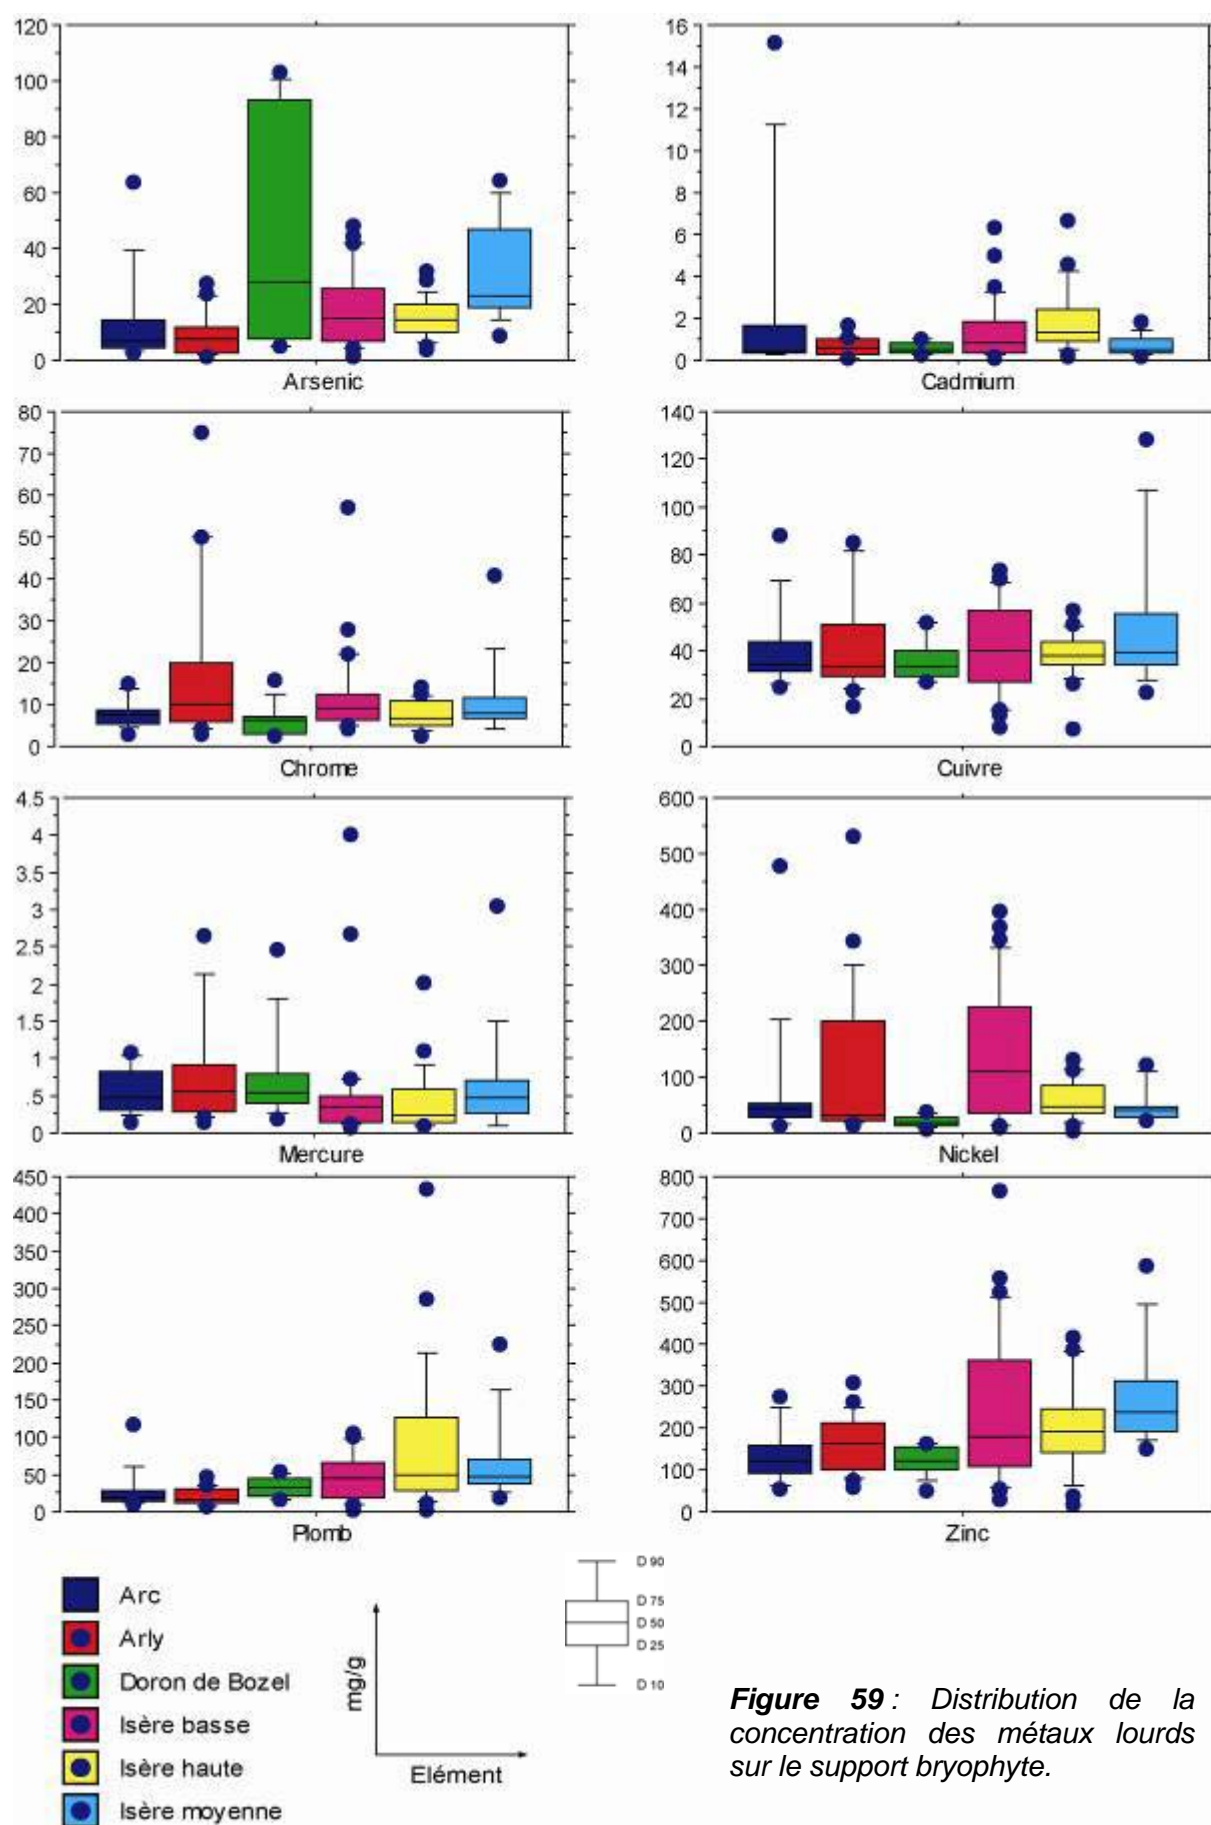 120
100
80
60
40
20
0
Arsenic
16
14
12
10
8
6
4
2
0
Cadmium
80
70
60
50
40
30
20
10
0
Chrome
140
120
100
80
60
40
20
0
Cuivre
4.5
4
3.5
3
2.5
2
1.5
1
.5
0
Mercure
600
500
400
300
200
100
0
Nickel
450
400
350
300
250
200
150
100
50
0
Plomb
800
700
600
500
400
300
200
100
0
Zinc
Arc
Arly
Doron de Bozel
Isère basse
Isère haute
Isère moyenne
mg/g
Elément
D 90
D 75
D 50
D 25
D 10
Figure 59 : Distribution de la
concentration des métaux lourds
sur le support bryophyte.